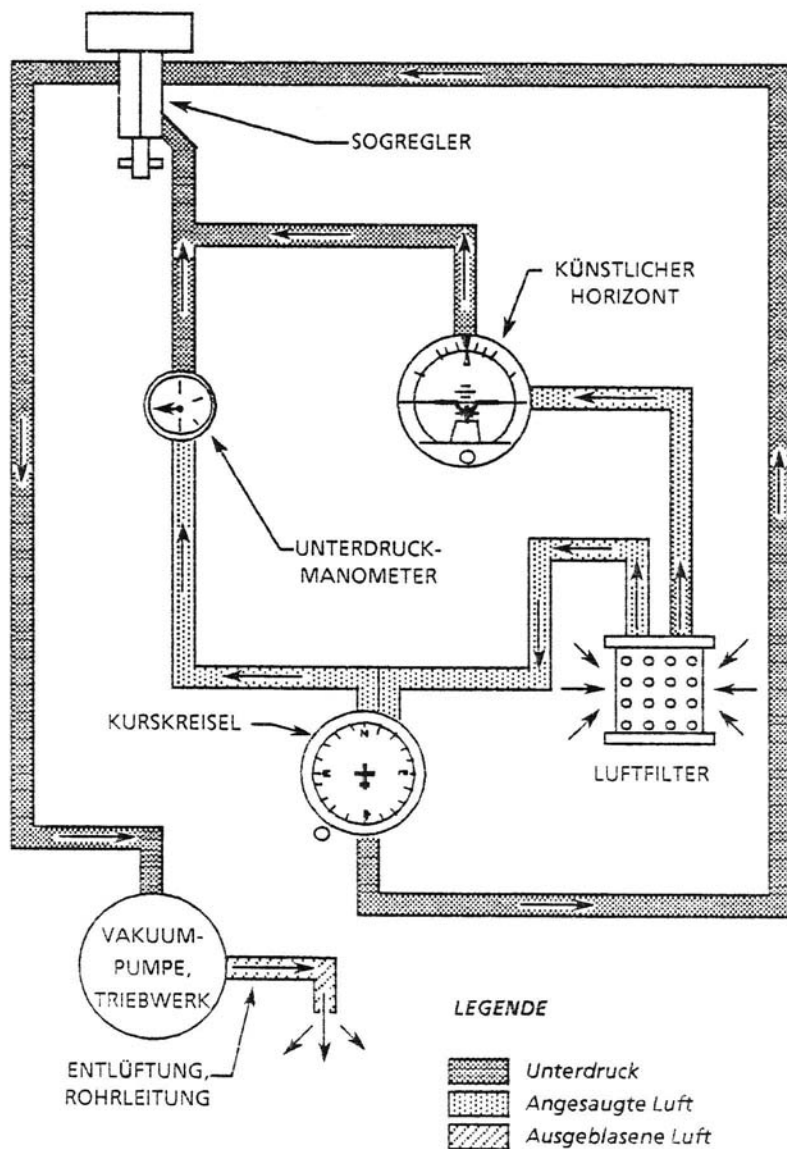 SOGREGLER
KÜNSTLICHER
HORIZONT
UNTERDRUCK-
MANOMETER
KURSKREISEL
LUFTFILTER
N
E
VAKUUM-
PUMPE,
TRIEBWERK
ENTLÜFTUNG,
ROHRLEITUNG
LEGENDE
Unterdruck
Angesaugte Luft
Ausgeblasene Luft